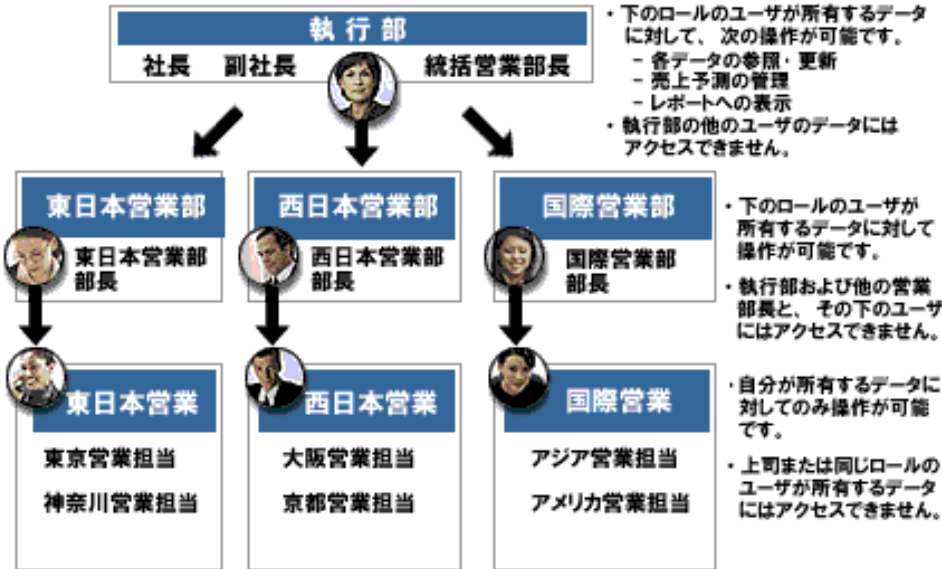 執行部
社長 副社長 統括営業部長
・下のロールのユーザが所有するデータ
に対して、次の操作が可能です。
- 各データの参照・更新
- 売上予測の管理
- レポートへの表示
・執行部の他のユーザのデータには
アクセスできません。
東日本営業部
東日本営業部
部長
西日本営業部
西日本営業部
部長
国際営業部
国際営業部
部長
・下のロールのユーザが
所有するデータに対して
操作が可能です。
・執行部および他の営業
部長と、その下のユーザ
にはアクセスできません。
東日本営業
東京営業担当
神奈川営業担当
西日本営業
大阪営業担当
京都営業担当
国際営業
アジア営業担当
アメリカ営業担当
・自分が所有するデータに
対してのみ操作が可能
です。
・上司または同じロールの
ユーザが所有するデータ
にはアクセスできません。